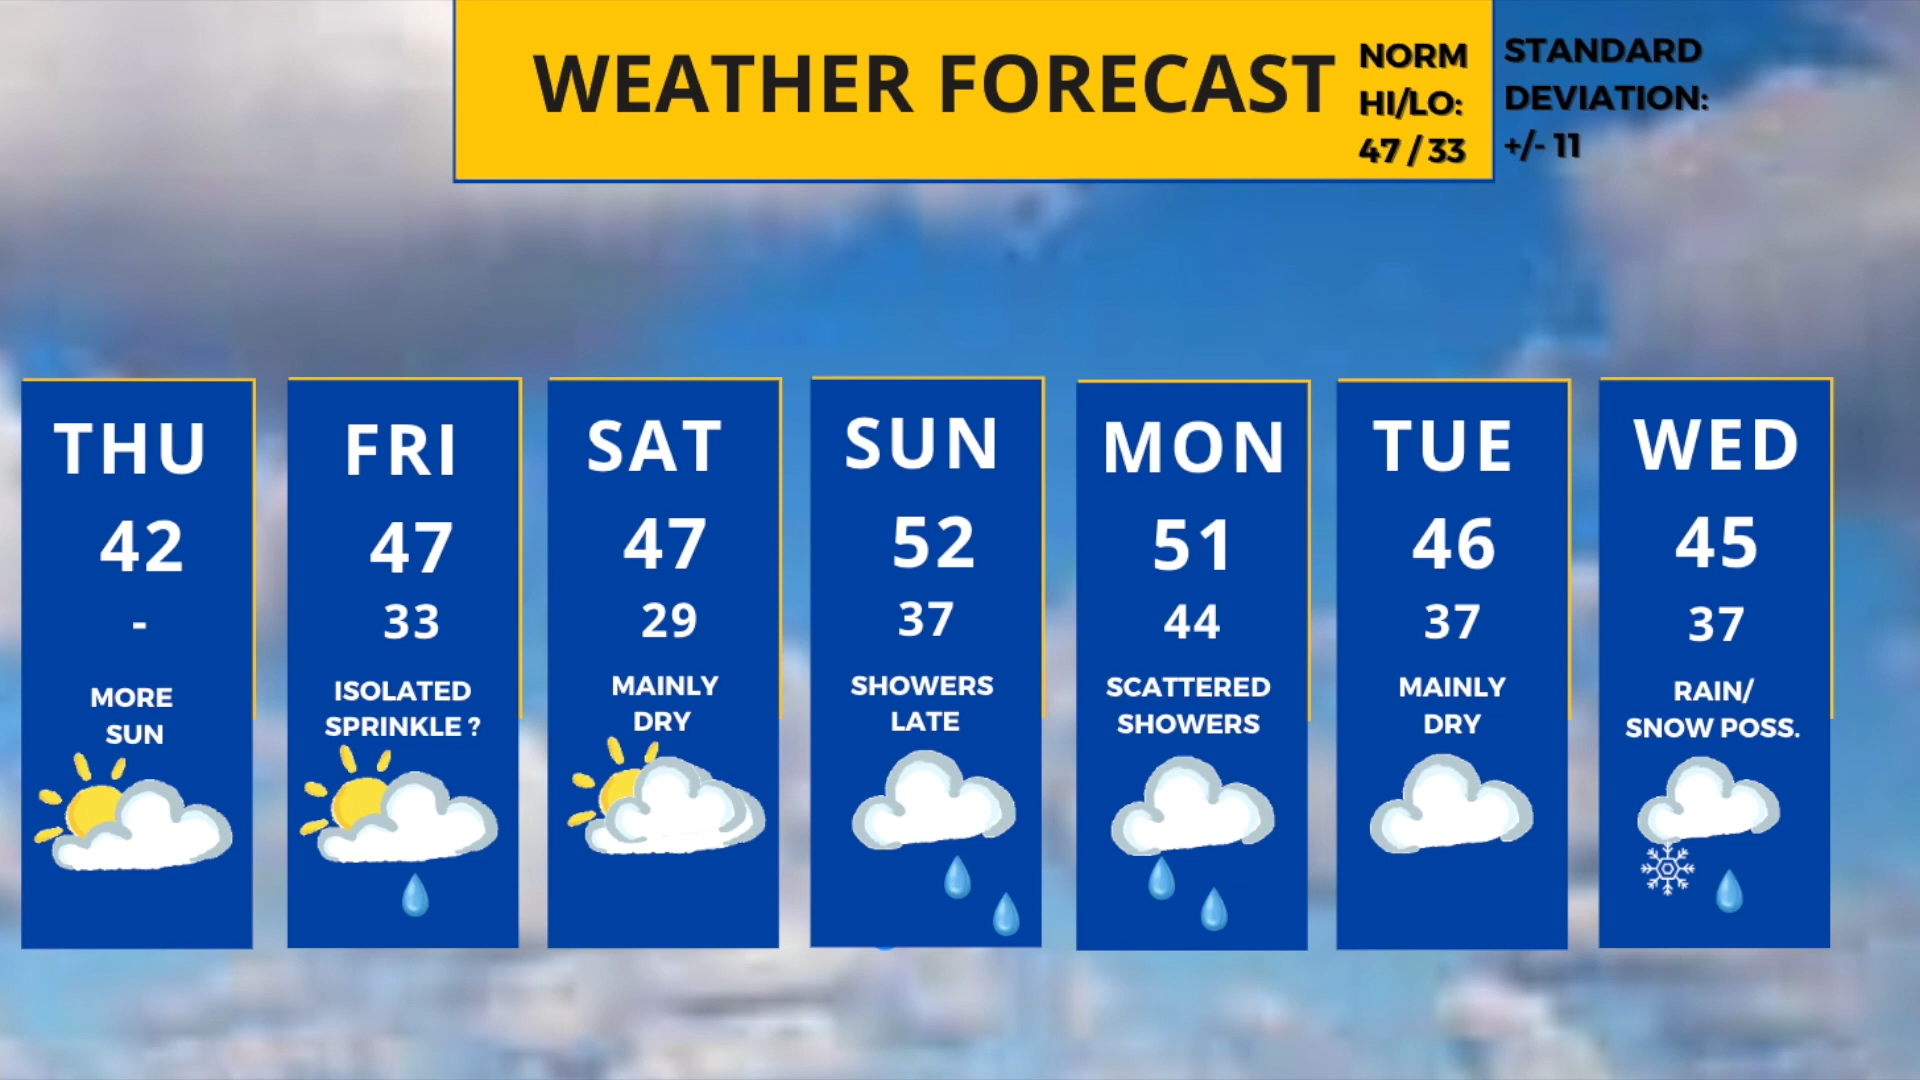 WEATHER FORECAST
NORM
HI/LO:
47 / 33
STANDARD
DEVIATION:
+/- 11
THU
42
-
MORE
SUN
FRI
47
33
ISOLATED
SPRINKLE ?
SAT
47
29
MAINLY
DRY
SUN
52
37
SHOWERS
LATE
MON
51
44
SCATTERED
SHOWERS
TUE
46
37
MAINLY
DRY
WED
45
37
RAIN/
SNOW POSS.